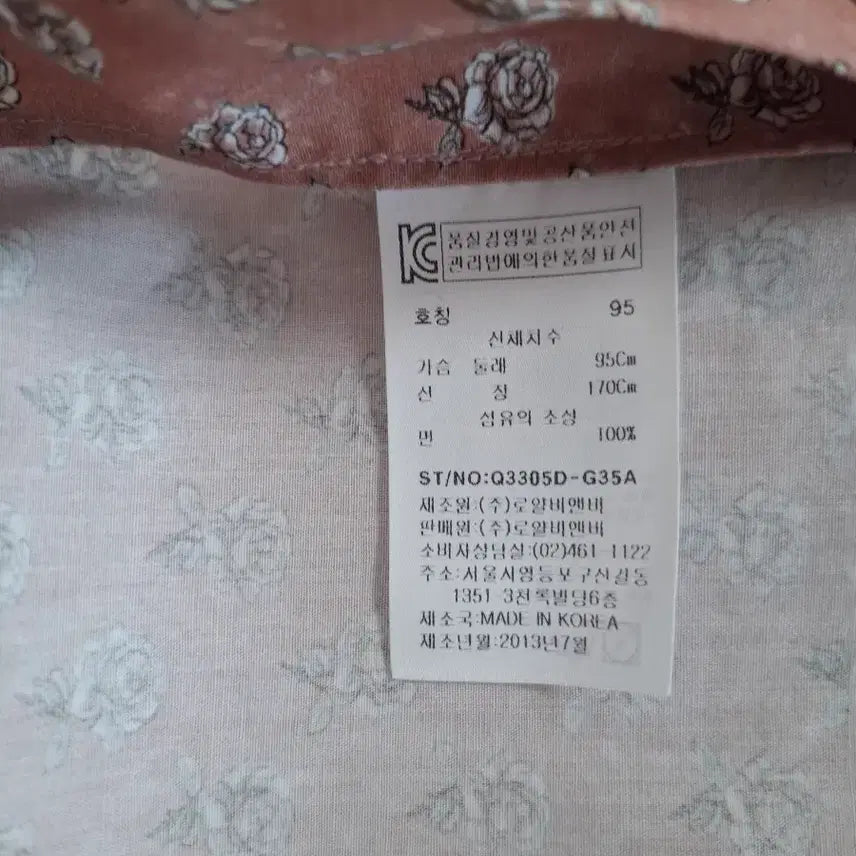 KC 품질경영및공산품안전
관리법에의한품질표시
호칭 95
신체치수
가슴 둘레 95Cm
신 장 170Cm
섬유의 조성
면 100%
ST/NO:Q3305D-G35A
제조원:(주)로얄비앤비
판매원:(주)로얄비앤비
소비자상담실:(02)461-1122
주소:서울시영등포구신길동
1351-3천록빌딩6층
제조국:MADE IN KOREA
제조년월:2013년7월